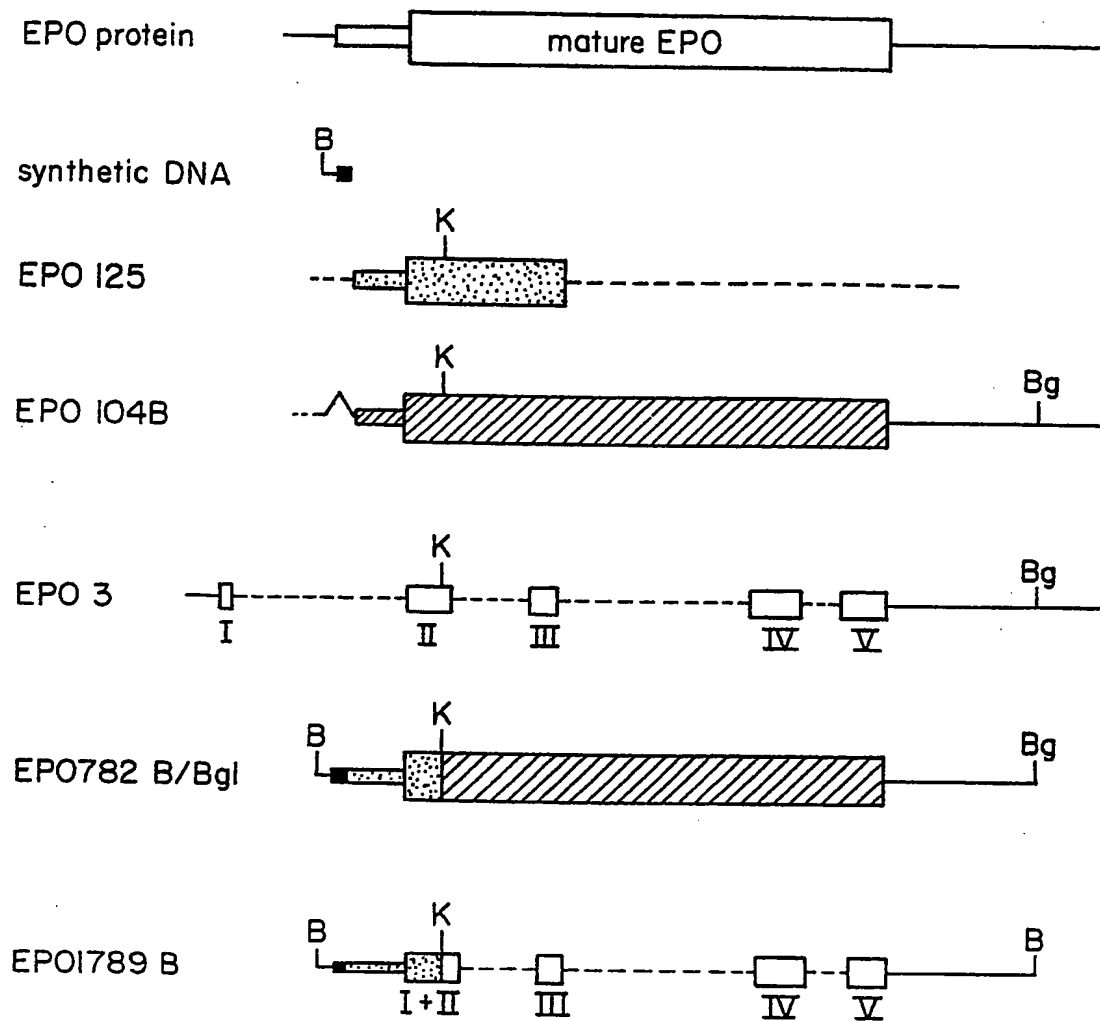 EPO protein
mature EPO
B
synthetic DNA
K
EPO 125
K
Bg
EPO 104B
K
Bg
EPO 3
I II III IV V
B K Bg
EPO782 B/Bgl
B K B
EPO1789 B
I + II III IV V